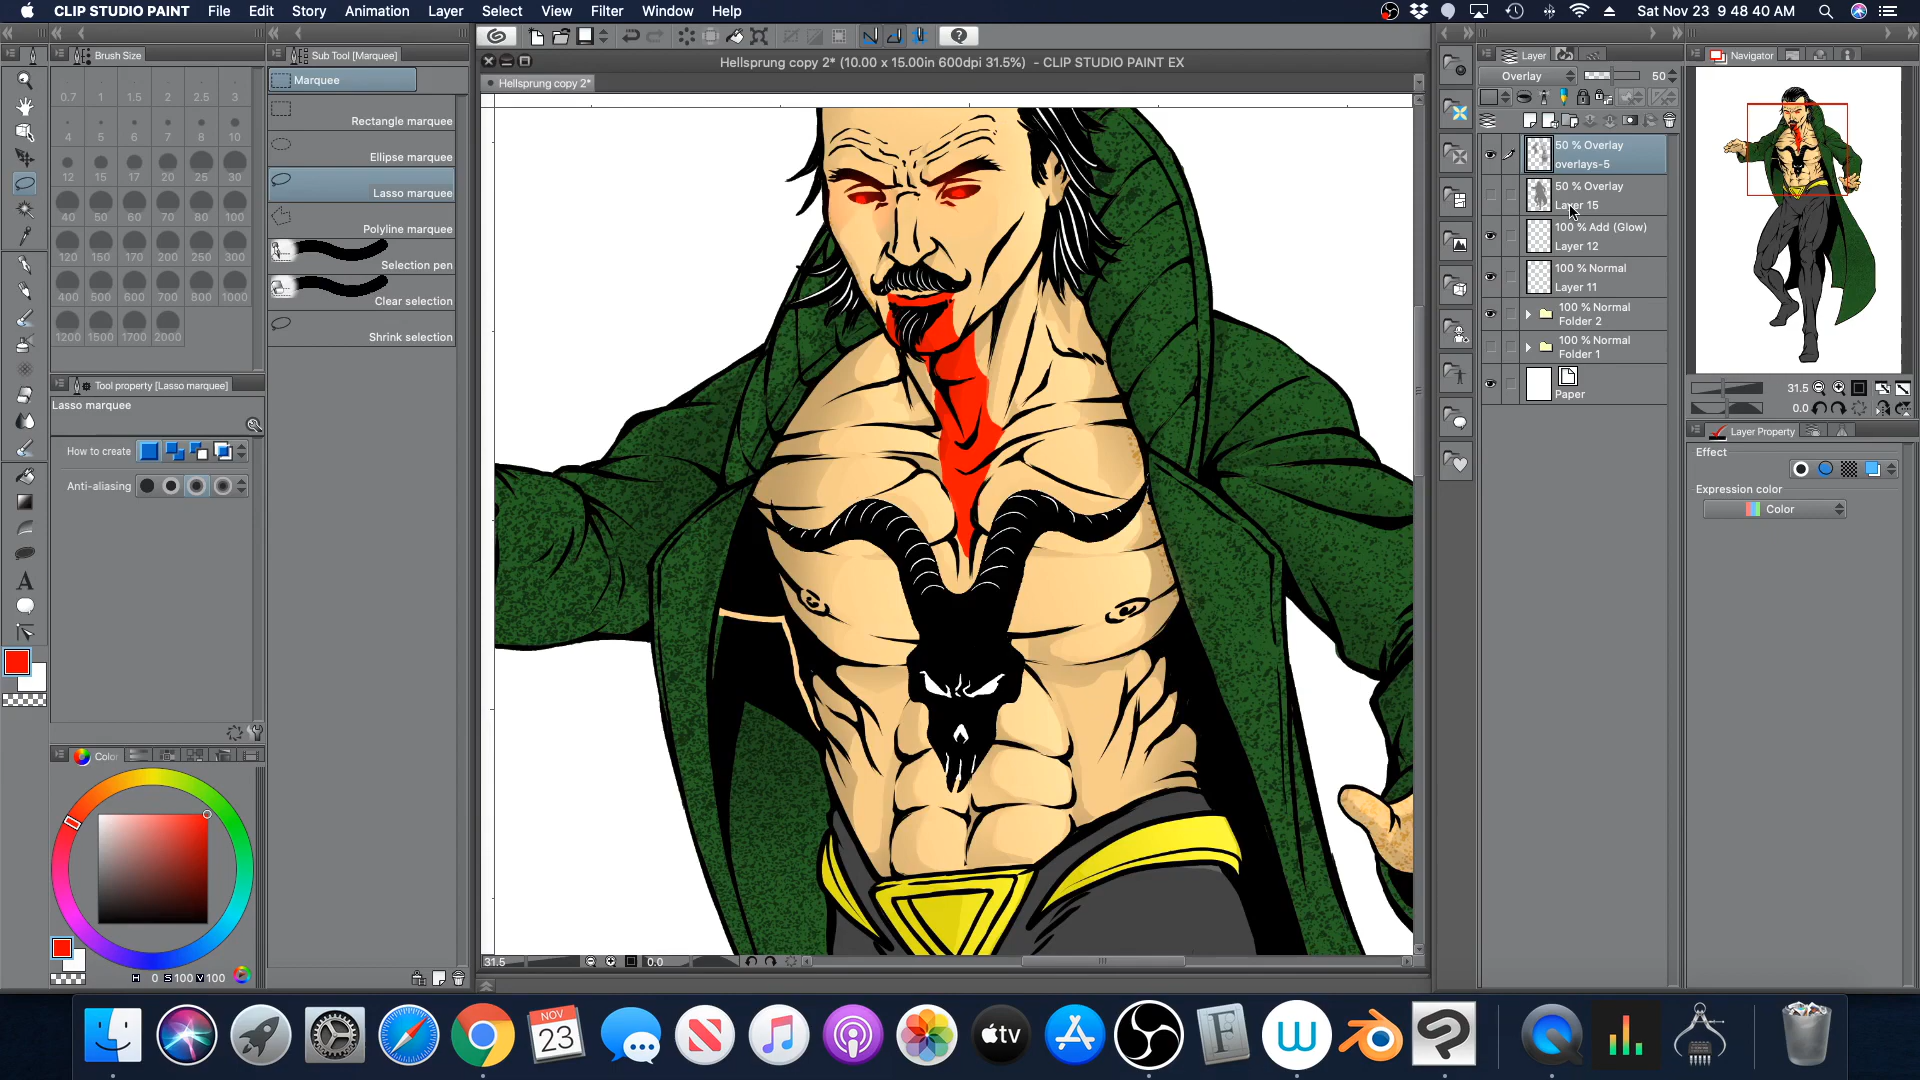 CLIP STUDIO PAINT File Edit Story Animation Layer Select View Filter Window Help Sat Nov 23 9 48 40 AM
Brush Size Sub Tool [Marquee]
Layer Navigator
Hellsprung copy 2* (10.00 x 15.00in 600dpi 31.5%) - CLIP STUDIO PAINT EX
Hellsprung copy 2*
0.7 1 1.5 2 2.5 3
4 5 6 7 8 10
12 15 17 20 25 30
40 50 60 70 80 100
120 150 170 200 250 300
400 500 600 700 800 1000
1200 1500 1700 2000
Marquee
Rectangle marquee
Ellipse marquee
Lasso marquee
Polyline marquee
Selection pen
Clear selection
Shrink selection
Tool property [Lasso marquee]
Lasso marquee
How to create
Anti-aliasing
A
Color
H 0 S 100 V 100
31.5 0.0
Overlay 50
50 % Overlay
overlays-5
50 % Overlay
Layer 15
100 % Add (Glow)
Layer 12
100 % Normal
Layer 11
100 % Normal
Folder 2
100 % Normal
Folder 1
Paper
31.5
0.0
Layer Property
Effect
Expression color
Color
NOV
23
tv